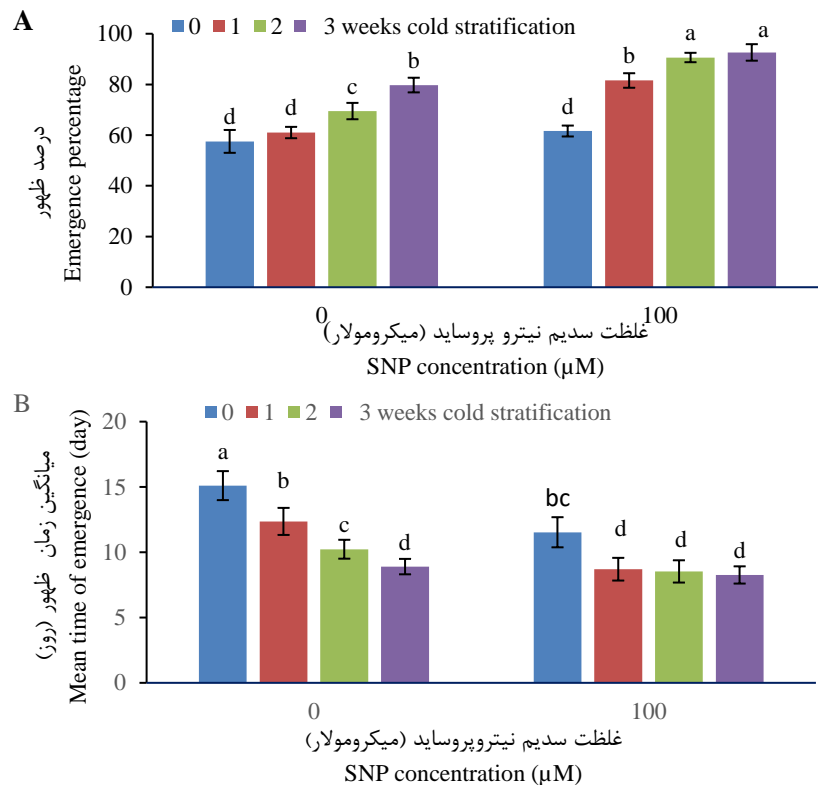 A
0 1 2 3 weeks cold stratification
100
80
60
40
20
0
درصد ظهور
Emergence percentage
d d c b d b a a
0 100
غلظت سدیم نیترو پروساید (میکرومولار)
SNP concentration (µM)
B
0 1 2 3 weeks cold stratification
20
15
10
5
0
میانگین زمان ظهور (روز)
Mean time of emergence (day)
a b c d bc d d d
0 100
غلظت سدیم نیتروپروساید (میکرومولار)
SNP concentration (µM)